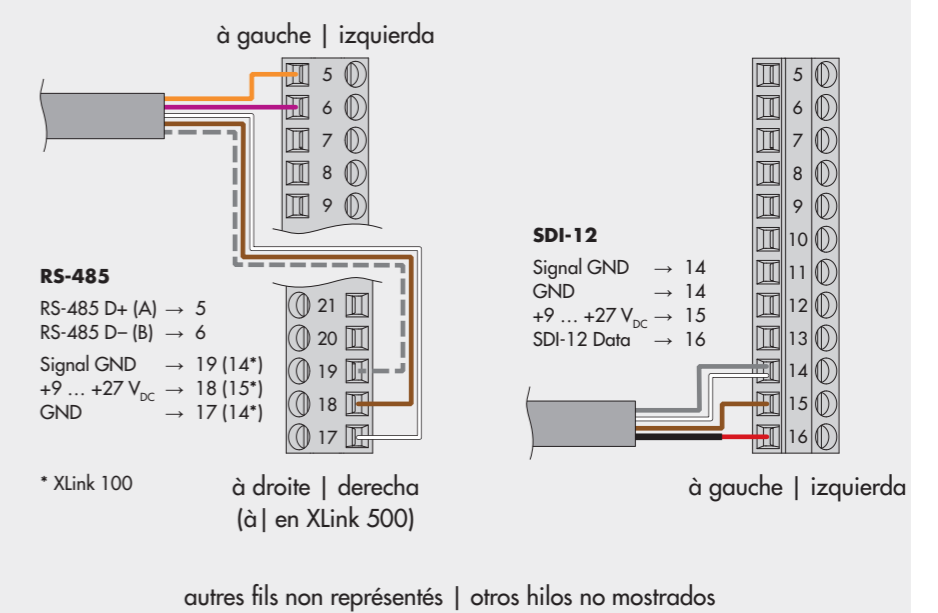 à gauche | izquierda
5
6
7
8
9
RS-485
RS-485 D+ (A) → 5
RS-485 D− (B) → 6
Signal GND → 19 (14*)
+9 … +27 VDC → 18 (15*)
GND → 17 (14*)
* XLink 100
21
20
19
18
17
à droite | derecha
(à| en XLink 500)
SDI-12
Signal GND → 14
GND → 14
+9 … +27 VDC → 15
SDI-12 Data → 16
5
6
7
8
9
10
11
12
13
14
15
16
à gauche | izquierda
autres fils non représentés | otros hilos no mostrados